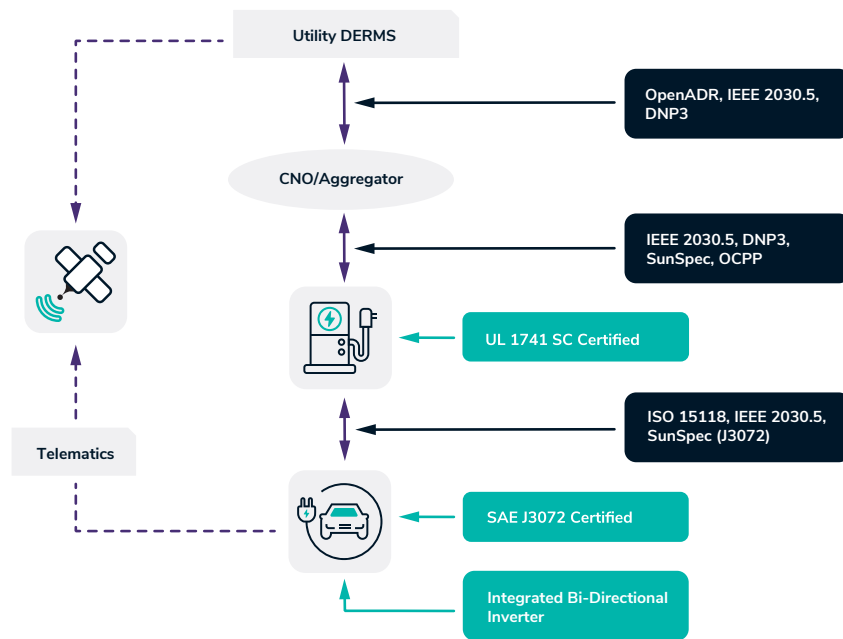 Utility DERMS
OpenADR, IEEE 2030.5,
DNP3
CNO/Aggregator
IEEE 2030.5, DNP3,
SunSpec, OCPP
UL 1741 SC Certified
ISO 15118, IEEE 2030.5,
SunSpec (J3072)
Telematics
SAE J3072 Certified
Integrated Bi-Directional
Inverter